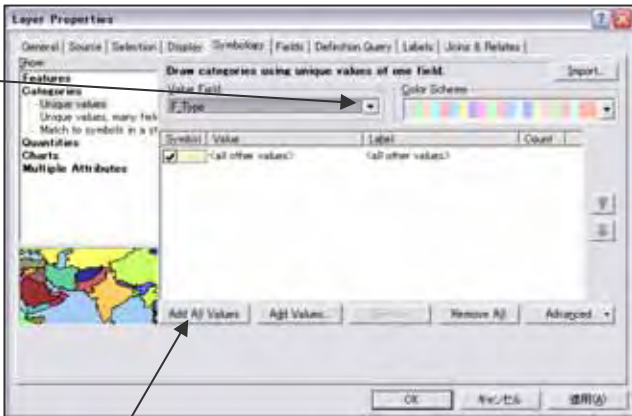 Layer Properties
General | Source | Selection | Display | Symbology | Fields | Definition Query | Labels | Joins & Relates
Show:
Features
Categories
Unique values
Unique values, many fiel
Match to symbols in a st
Quantities
Charts
Multiple Attributes
Draw categories using unique values of one field.
Import...
Value Field
Color Scheme
F_Type
Symbol | Value | Label | Count
<all other values> <all other values>
Add All Values
Add Values...
Remove All
Advanced
OK
キャンセル
適用(A)